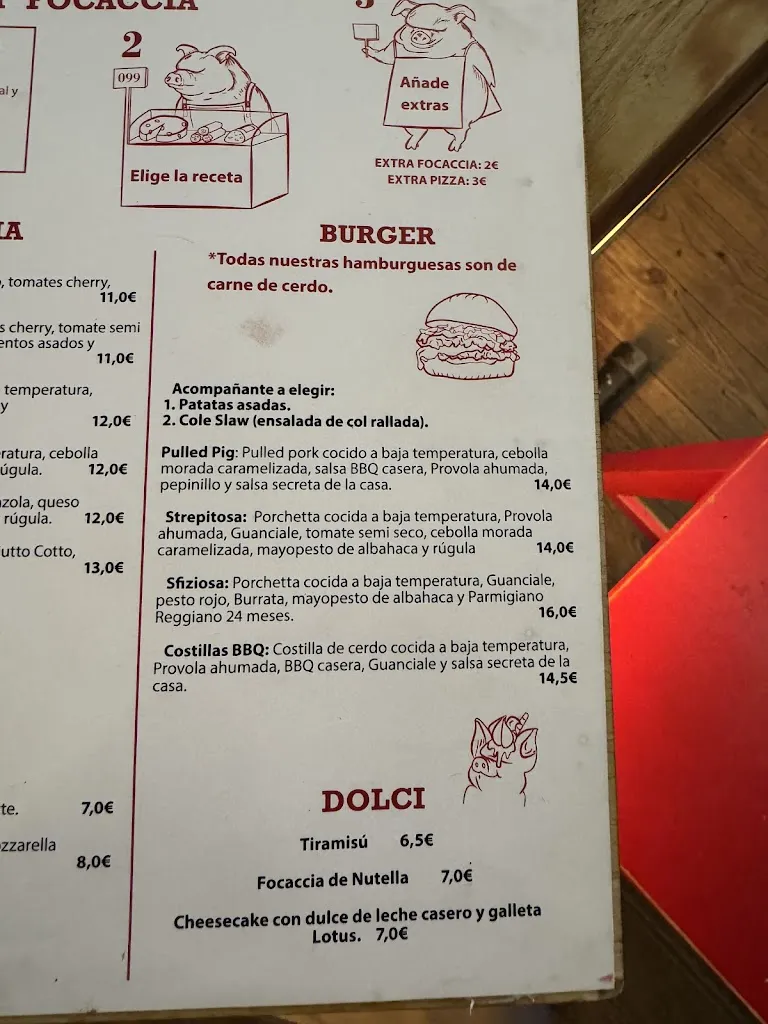 FOCACCIA
2
3
099
Elige la receta
Añade
extras
EXTRA FOCACCIA: 2€
EXTRA PIZZA: 3€
al y
IA
, tomates cherry,
11,0€
s cherry, tomate semi
entos asados y
11,0€
temperatura,
y
12,0€
ratura, cebolla
úgula. 12,0€
zola, queso
rúgula. 12,0€
utto Cotto,
13,0€
te. 7,0€
ozzarella
8,0€
BURGER
*Todas nuestras hamburguesas son de
carne de cerdo.
Acompañante a elegir:
1. Patatas asadas.
2. Cole Slaw (ensalada de col rallada).
Pulled Pig: Pulled pork cocido a baja temperatura, cebolla
morada caramelizada, salsa BBQ casera, Provola ahumada,
pepinillo y salsa secreta de la casa. 14,0€
Strepitosa: Porchetta cocida a baja temperatura, Provola
ahumada, Guanciale, tomate semi seco, cebolla morada
caramelizada, mayopesto de albahaca y rúgula 14,0€
Sfiziosa: Porchetta cocida a baja temperatura, Guanciale,
pesto rojo, Burrata, mayopesto de albahaca y Parmigiano
Reggiano 24 meses. 16,0€
Costillas BBQ: Costilla de cerdo cocida a baja temperatura,
Provola ahumada, BBQ casera, Guanciale y salsa secreta de la
casa. 14,5€
DOLCI
Tiramisú 6,5€
Focaccia de Nutella 7,0€
Cheesecake con dulce de leche casero y galleta
Lotus. 7,0€